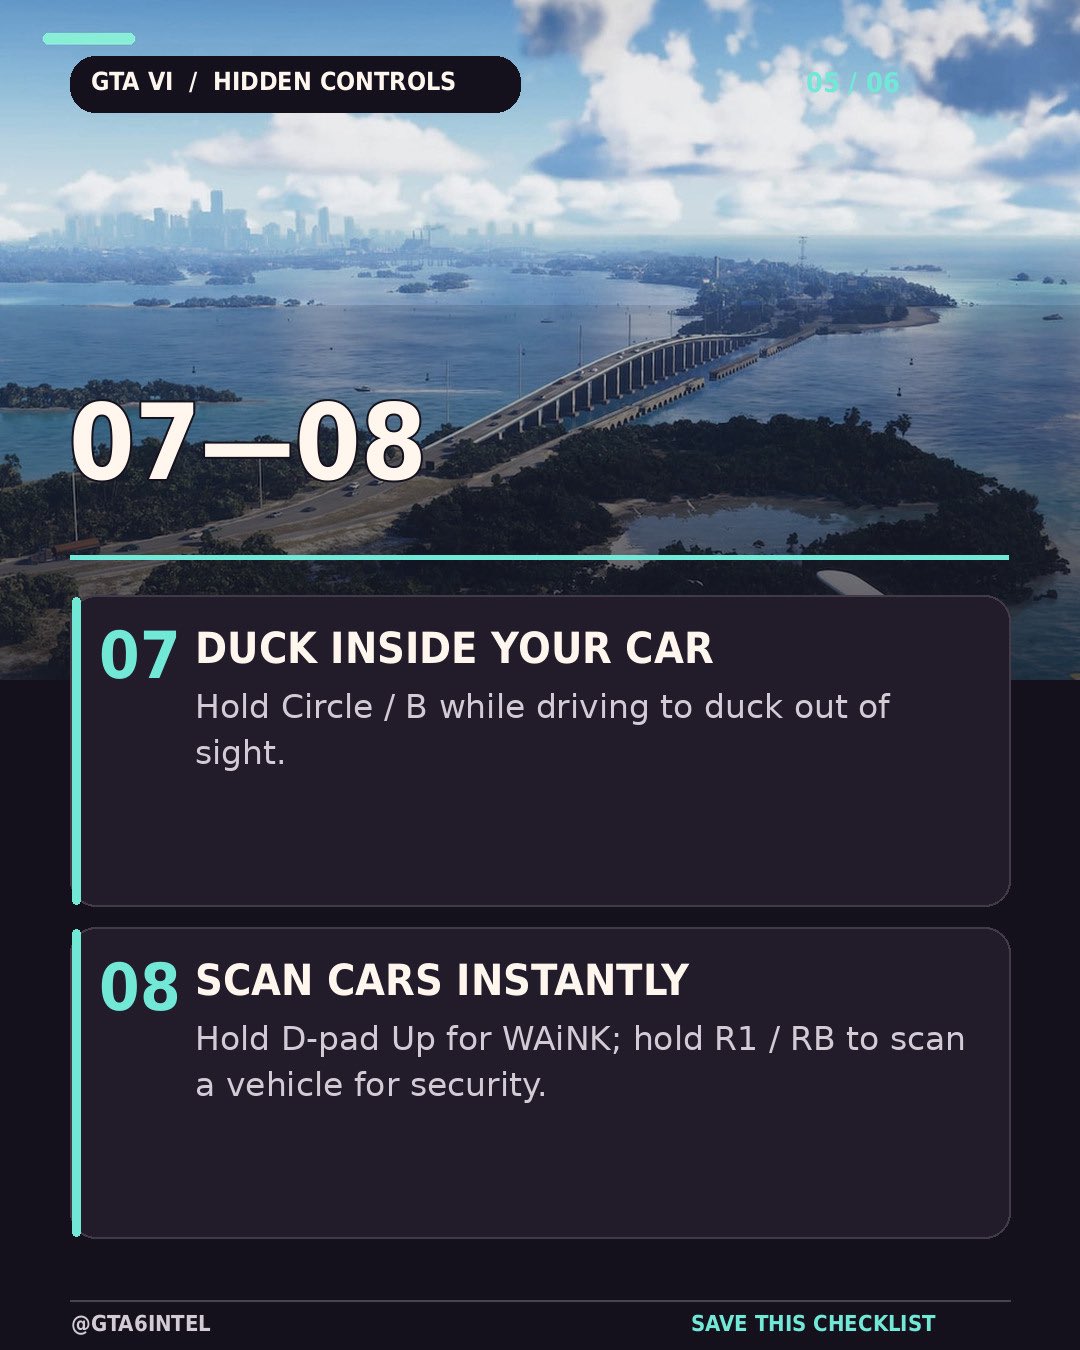 GTA VI / HIDDEN CONTROLS
05 / 06
07—08
07 DUCK INSIDE YOUR CAR
Hold Circle / B while driving to duck out of
sight.
08 SCAN CARS INSTANTLY
Hold D-pad Up for WAiNK; hold R1 / RB to scan
a vehicle for security.
@GTA6INTEL
SAVE THIS CHECKLIST